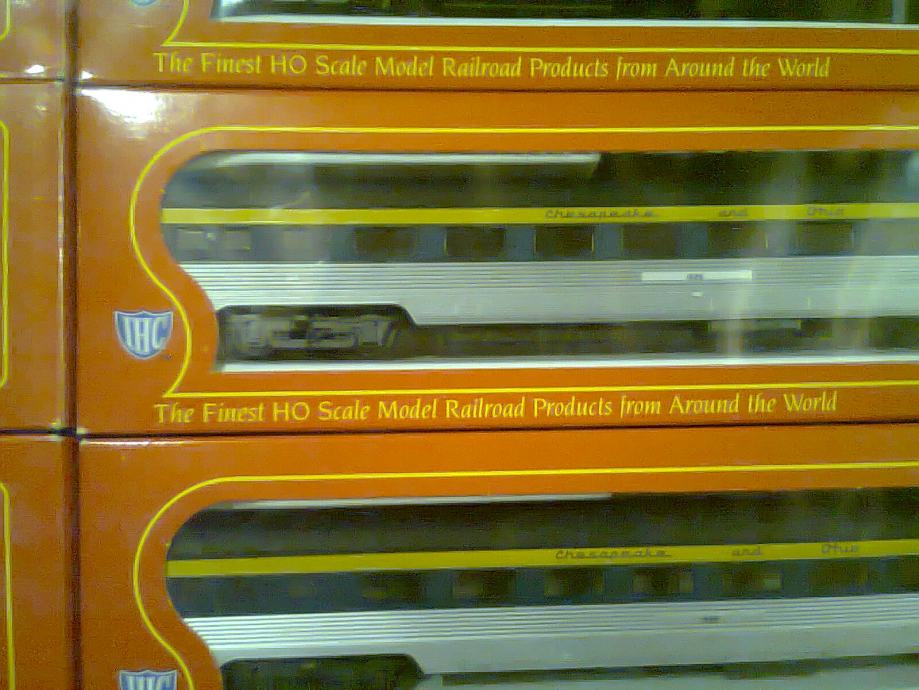 The Finest HO Scale Model Railroad Products from Around the World
Chesapeake and Ohio
IHC
The Finest HO Scale Model Railroad Products from Around the World
Chesapeake and Ohio
IHC